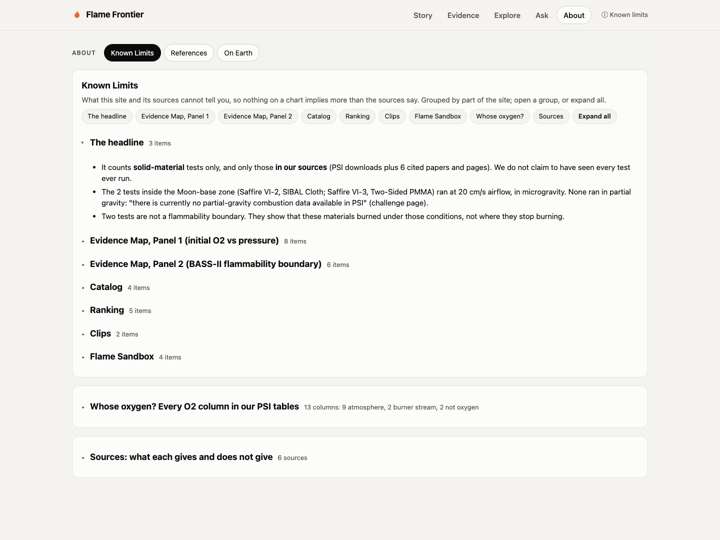 Flame Frontier
Story Evidence Explore Ask About ⓘ Known limits
ABOUT Known Limits References On Earth
Known Limits
What this site and its sources cannot tell you, so nothing on a chart implies more than the sources say. Grouped by part of the site; open a group, or expand all.
The headline Evidence Map, Panel 1 Evidence Map, Panel 2 Catalog Ranking Clips Flame Sandbox Whose oxygen? Sources Expand all
The headline 3 items
• It counts solid-material tests only, and only those in our sources (PSI downloads plus 6 cited papers and pages). We do not claim to have seen every test
ever run.
• The 2 tests inside the Moon-base zone (Saffire VI-2, SIBAL Cloth; Saffire VI-3, Two-Sided PMMA) ran at 20 cm/s airflow, in microgravity. None ran in partial
gravity: "there is currently no partial-gravity combustion data available in PSI" (challenge page).
• Two tests are not a flammability boundary. They show that these materials burned under those conditions, not where they stop burning.
Evidence Map, Panel 1 (initial O2 vs pressure) 8 items
Evidence Map, Panel 2 (BASS-II flammability boundary) 6 items
Catalog 4 items
Ranking 5 items
Clips 2 items
Flame Sandbox 4 items
Whose oxygen? Every O2 column in our PSI tables 13 columns: 9 atmosphere, 2 burner stream, 2 not oxygen
Sources: what each gives and does not give 6 sources